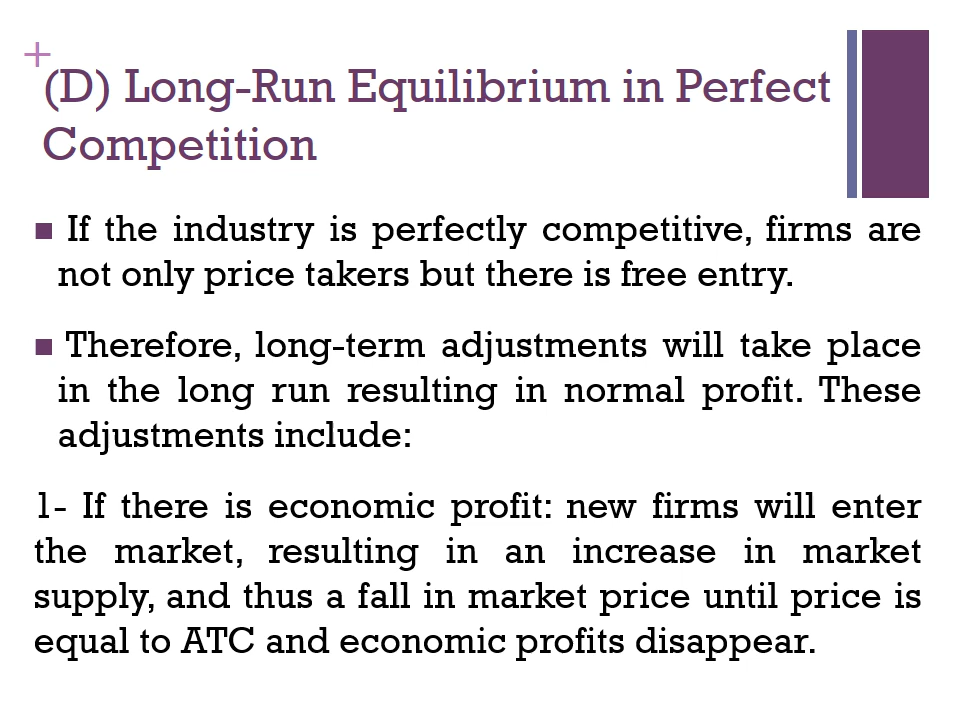 +
(D) Long-Run Equilibrium in Perfect
Competition
■ If the industry is perfectly competitive, firms are
not only price takers but there is free entry.
■ Therefore, long-term adjustments will take place
in the long run resulting in normal profit. These
adjustments include:
1- If there is economic profit: new firms will enter
the market, resulting in an increase in market
supply, and thus a fall in market price until price is
equal to ATC and economic profits disappear.